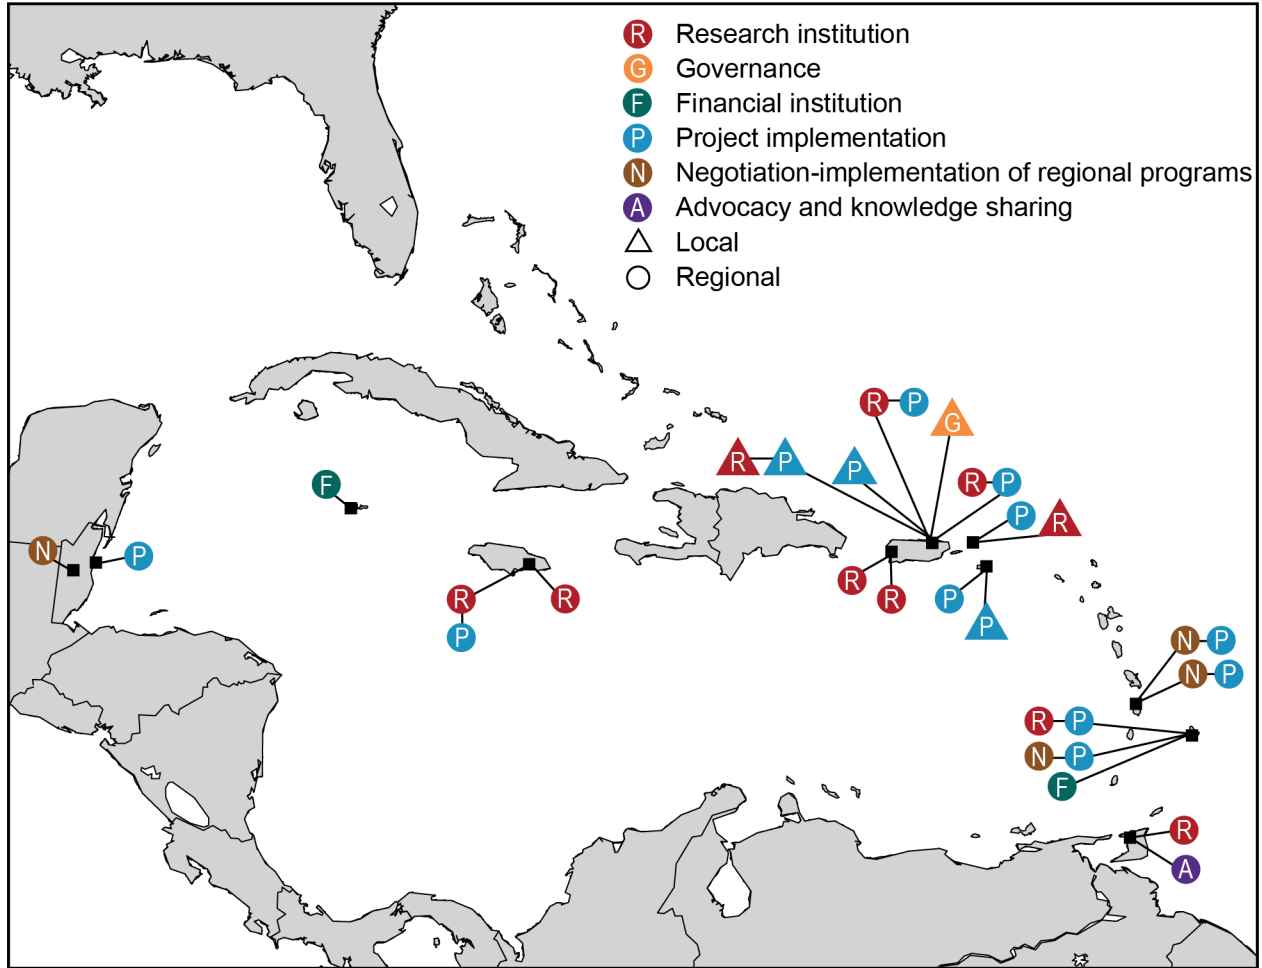 R Research institution
G Governance
F Financial institution
P Project implementation
N Negotiation-implementation of regional programs
A Advocacy and knowledge sharing
Local
Regional
R P
G
R P
P
F
R P
P
R
N
P
R
R
R
R
P
P
P
N P
N P
R P
N P
F
R
A